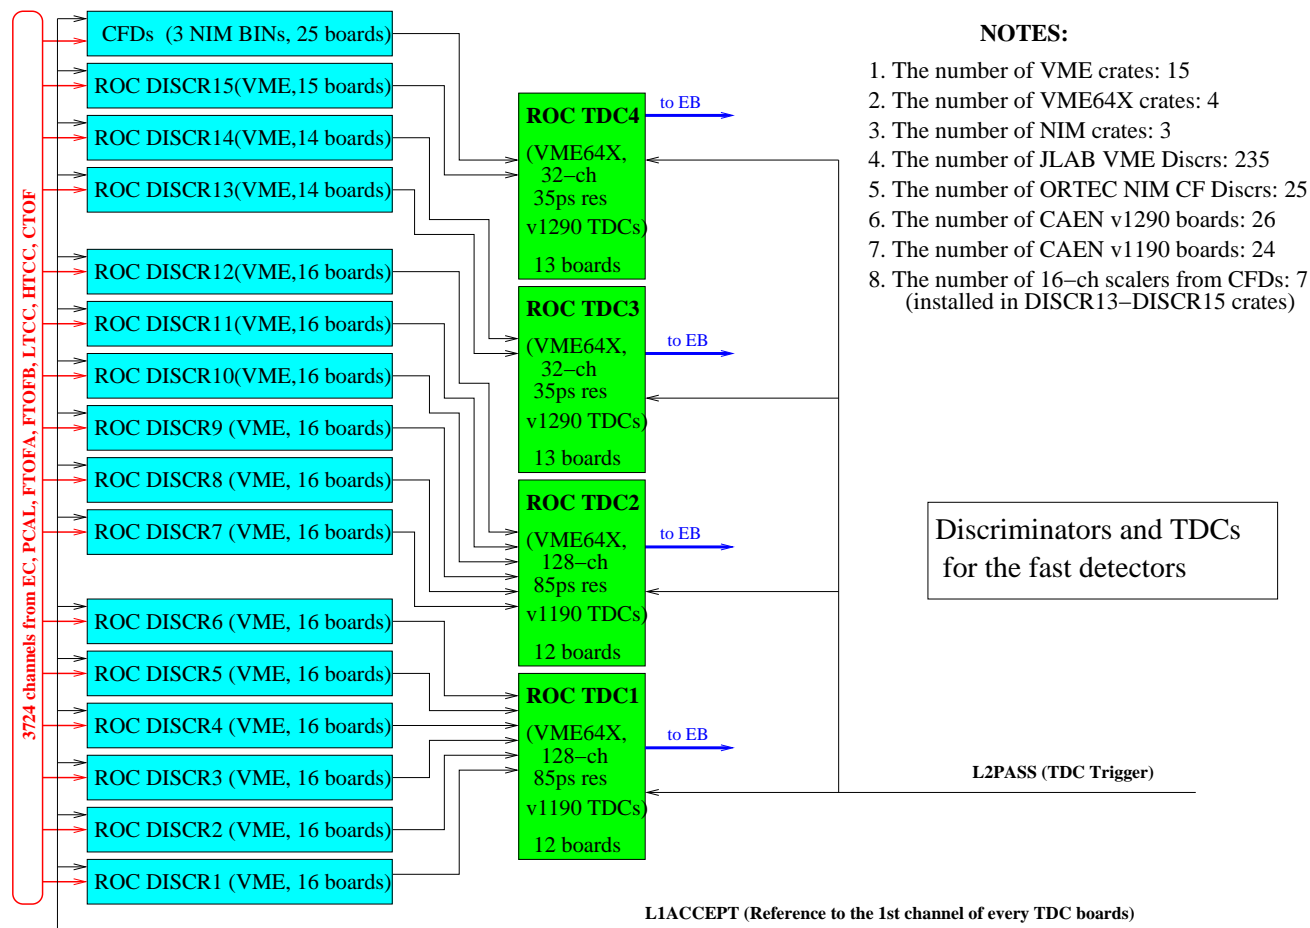 3724 channels from EC, PCAL, FTOFA, FTOFB, LTCC, HTCC, CTOF
CFDs (3 NIM BINs, 25 boards)
ROC DISCR15(VME,15 boards)
ROC DISCR14(VME,14 boards)
ROC DISCR13(VME,14 boards)
ROC DISCR12(VME,16 boards)
ROC DISCR11(VME,16 boards)
ROC DISCR10(VME,16 boards)
ROC DISCR9 (VME, 16 boards)
ROC DISCR8 (VME, 16 boards)
ROC DISCR7 (VME, 16 boards)
ROC DISCR6 (VME, 16 boards)
ROC DISCR5 (VME, 16 boards)
ROC DISCR4 (VME, 16 boards)
ROC DISCR3 (VME, 16 boards)
ROC DISCR2 (VME, 16 boards)
ROC DISCR1 (VME, 16 boards)
ROC TDC4
(VME64X,
32−ch
35ps res
v1290 TDCs)
13 boards
to EB
ROC TDC3
(VME64X,
32−ch
35ps res
v1290 TDCs)
13 boards
to EB
ROC TDC2
(VME64X,
128−ch
85ps res
v1190 TDCs)
12 boards
to EB
ROC TDC1
(VME64X,
128−ch
85ps res
v1190 TDCs)
12 boards
to EB
NOTES:
1. The number of VME crates: 15
2. The number of VME64X crates: 4
3. The number of NIM crates: 3
4. The number of JLAB VME Discrs: 235
5. The number of ORTEC NIM CF Discrs: 25
6. The number of CAEN v1290 boards: 26
7. The number of CAEN v1190 boards: 24
8. The number of 16−ch scalers from CFDs: 7
(installed in DISCR13−DISCR15 crates)
Discriminators and TDCs
for the fast detectors
L2PASS (TDC Trigger)
L1ACCEPT (Reference to the 1st channel of every TDC boards)